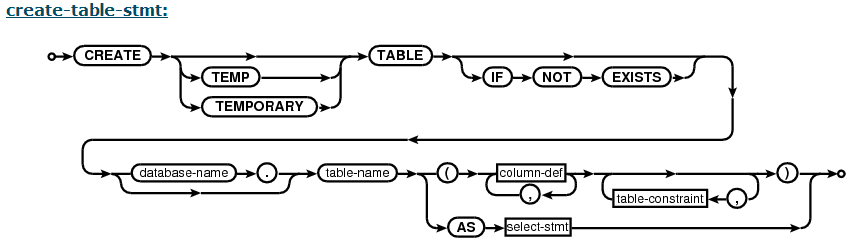 create-table-stmt:
CREATE TABLE
TEMP IF NOT EXISTS
TEMPORARY
database-name . table-name ( column-def )
, table-constraint ,
AS select-stmt